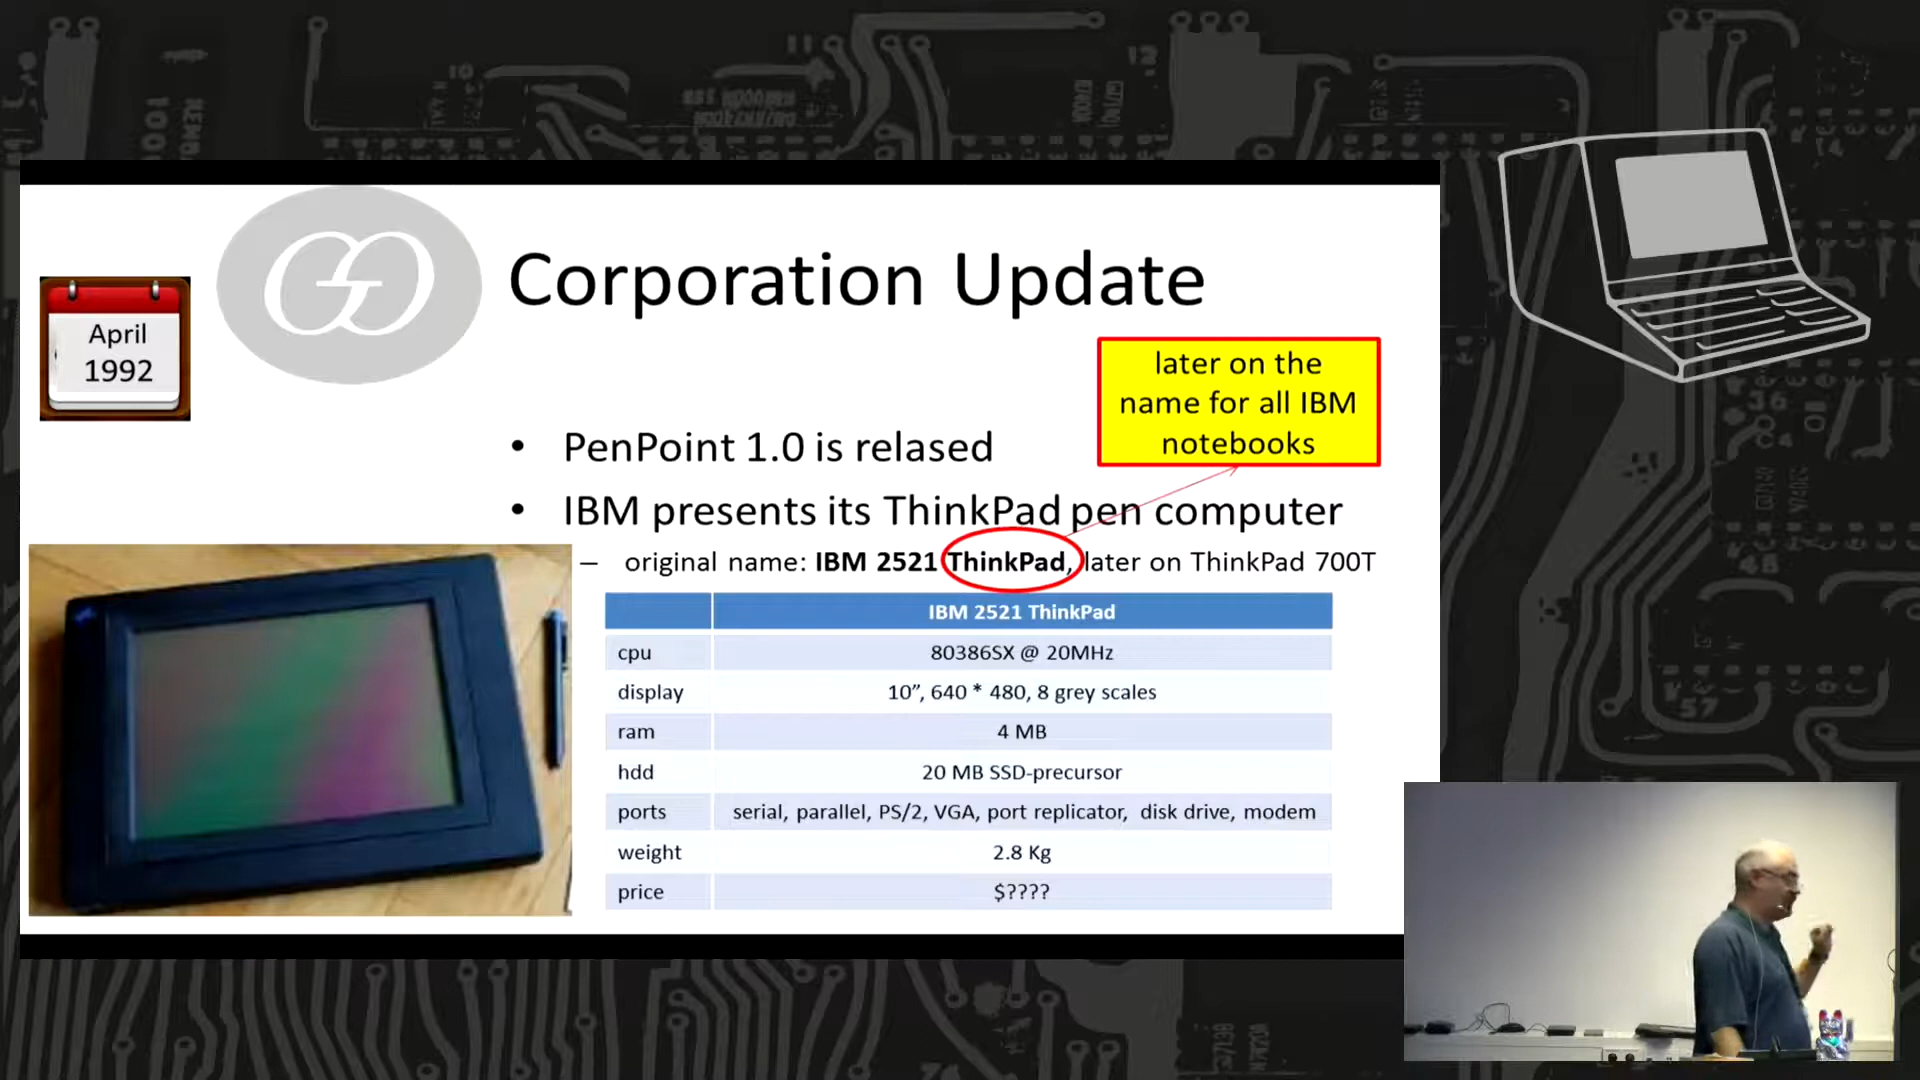 GO
Corporation Update
April
1992
later on the
name for all IBM
notebooks
• PenPoint 1.0 is relased
• IBM presents its ThinkPad pen computer
– original name: IBM 2521 ThinkPad, later on ThinkPad 700T
IBM 2521 ThinkPad
cpu 80386SX @ 20MHz
display 10”, 640 * 480, 8 grey scales
ram 4 MB
hdd 20 MB SSD-precursor
ports serial, parallel, PS/2, VGA, port replicator, disk drive, modem
weight 2.8 Kg
price $????